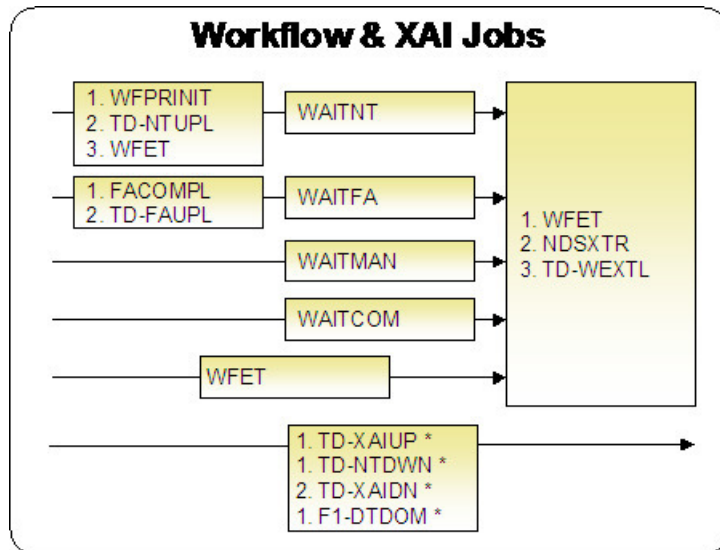 Workflow & XAI Jobs
1. WFPRINIT
2. TD-NTUPL
3. WFET
WAITNT
1. FACOMPL
2. TD-FAUPL
WAITFA
WAITMAN
WAITCOM
WFET
1. WFET
2. NDSXTR
3. TD-WEXTL
1. TD-XAIUP *
1. TD-NTDWN *
2. TD-XAIDN *
1. F1-DTDOM *